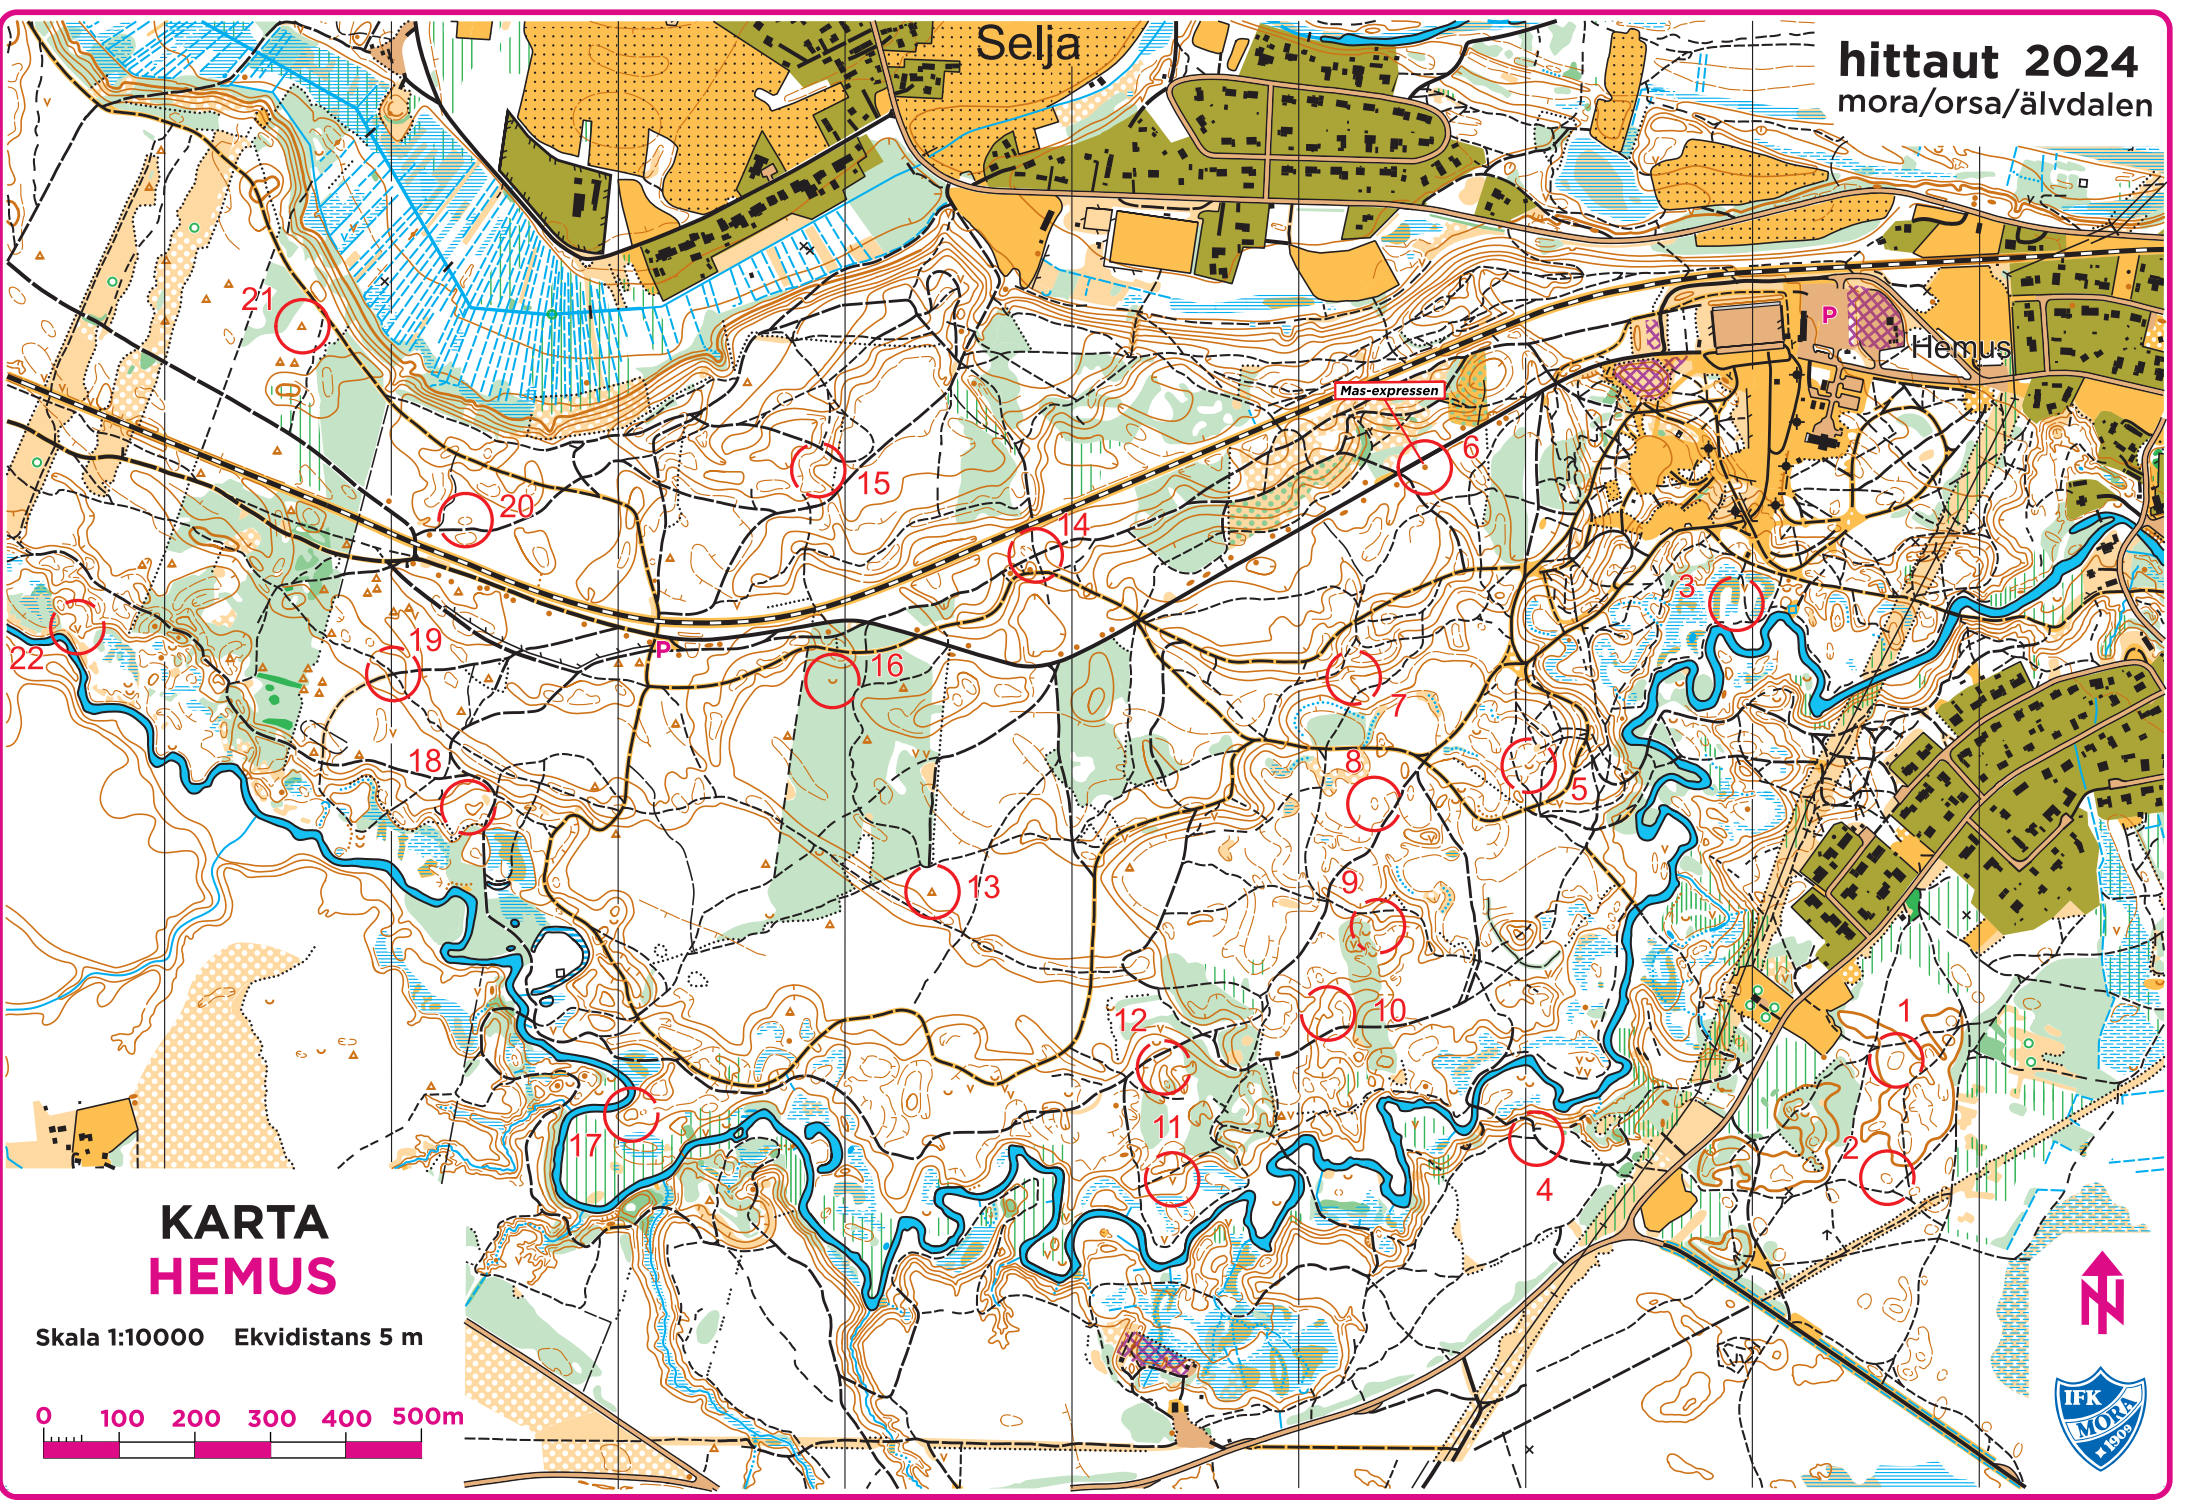 Selja
hittaut 2024
mora/orsa/älvdalen
21
P
Hemus
Mas-expressen
6
15
20
14
3
22
19
P
16
7
18
8
5
13
9
12
10
1
11
17
2
4
KARTA
HEMUS
Skala 1:10000 Ekvidistans 5 m
0 100 200 300 400 500m
N
IFK
MORA
1909